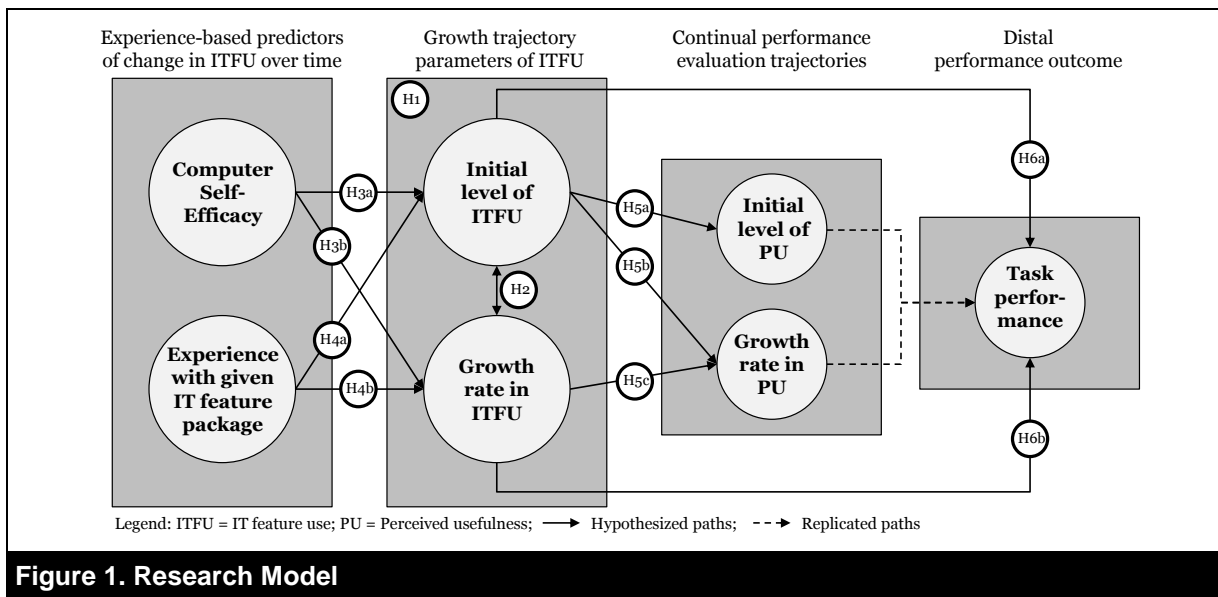 Experience-based predictors
of change in ITFU over time
Growth trajectory
parameters of ITFU
Continual performance
evaluation trajectories
Distal
performance outcome
H1
Computer
Self-
Efficacy
Experience
with given
IT feature
package
H3a
H3b
H4a
H4b
Initial
level of
ITFU
H2
Growth
rate in
ITFU
H5a
H5b
H5c
Initial
level of
PU
Growth
rate in
PU
H6a
Task
perfor-
mance
H6b
Legend: ITFU = IT feature use; PU = Perceived usefulness; Hypothesized paths; Replicated paths
Figure 1. Research Model